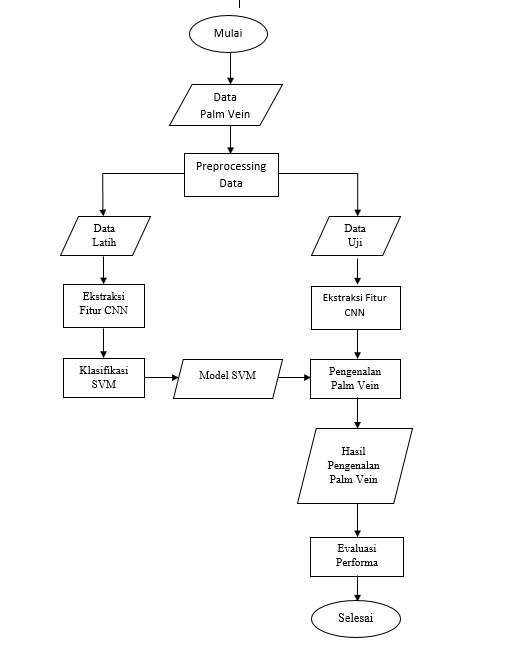 Mulai
Data
Palm Vein
Preprocessing
Data
Data
Latih
Data
Uji
Ekstraksi
Fitur CNN
Ekstraksi Fitur
CNN
Klasifikasi
SVM
Model SVM
Pengenalan
Palm Vein
Hasil
Pengenalan
Palm Vein
Evaluasi
Performa
Selesai